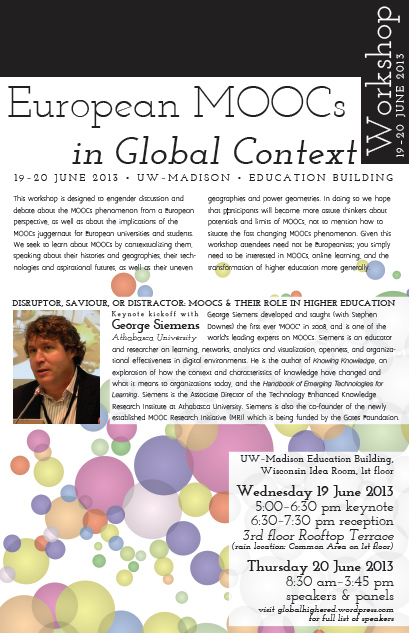 Workshop
19-20 JUNE 2013
European MOOCs
in Global Context
19-20 JUNE 2013 • UW-MADISON • EDUCATION BUILDING
This workshop is designed to engender discussion and
debate about the MOOCs phenomenon from a European
perspective, as well as about the implications of the
MOOCs juggernaut for European universities and students.
We seek to learn about MOOCs by contextualizing them,
speaking about their histories and geographies, their tech-
nologies and aspirational futures, as well as their uneven
geographies and power geometries. In doing so we hope
that participants will become more astute thinkers about
potentials and limits of MOOCs, not to mention how to
situate the fast changing MOOCs phenomenon. Given this
workshop attendees need not be Europeanists; you simply
need to be interested in MOOCs, online learning, and the
transformation of higher education more generally.
DISRUPTOR, SAVIOUR, OR DISTRACTOR: MOOCS & THEIR ROLE IN HIGHER EDUCATION
Keynote kickoff with
George Siemens
Athabasca University
George Siemens developed and taught (with Stephen
Downes) the first ever "MOOC" in 2008, and is one of the
world's leading experts on MOOCs. Siemens is an educator
and researcher on learning, networks, analytics and visualization, openness, and organiza-
tional effectiveness in digital environments. He is the author of Knowing Knowledge, an
exploration of how the context and characteristics of knowledge have changed and
what it means to organizations today, and the Handbook of Emerging Technologies for
Learning. Siemens is the Associate Director of the Technology Enhanced Knowledge
Research Institute at Athabasca University. Siemens is also the co-founder of the newly
established MOOC Research Initiative (MRI) which is being funded by the Gates Foundation.
UW-Madison Education Building,
Wisconsin Idea Room, 1st floor
Wednesday 19 June 2013
5:00-6:30 pm keynote
6:30-7:30 pm reception
3rd floor Rooftop Terrace
(rain location: Common Area on 1st floor)
Thursday 20 June 2013
8:30 am-3:45 pm
speakers & panels
visit globalhighered.wordpress.com
for full list of speakers